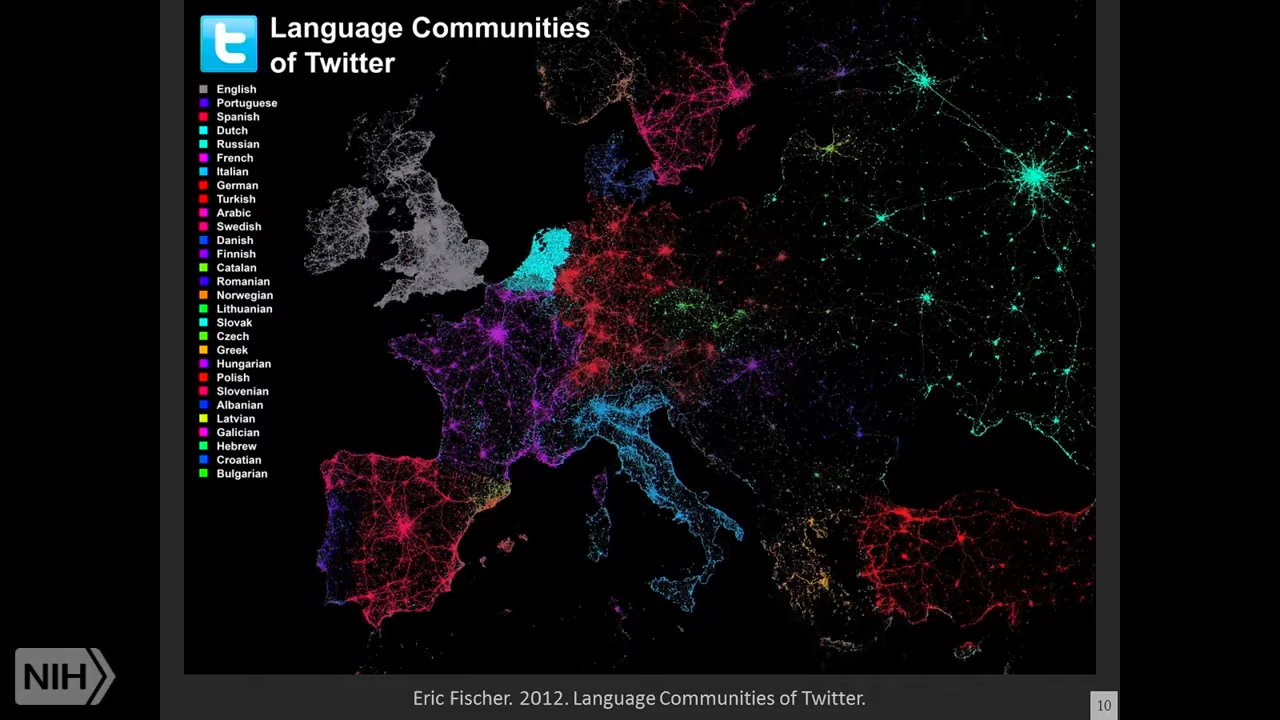 Language Communities
of Twitter
English
Portuguese
Spanish
Dutch
Russian
French
Italian
German
Turkish
Arabic
Swedish
Danish
Finnish
Catalan
Romanian
Norwegian
Lithuanian
Slovak
Czech
Greek
Hungarian
Polish
Slovenian
Albanian
Latvian
Galician
Hebrew
Croatian
Bulgarian
NIH
Eric Fischer. 2012. Language Communities of Twitter.
10